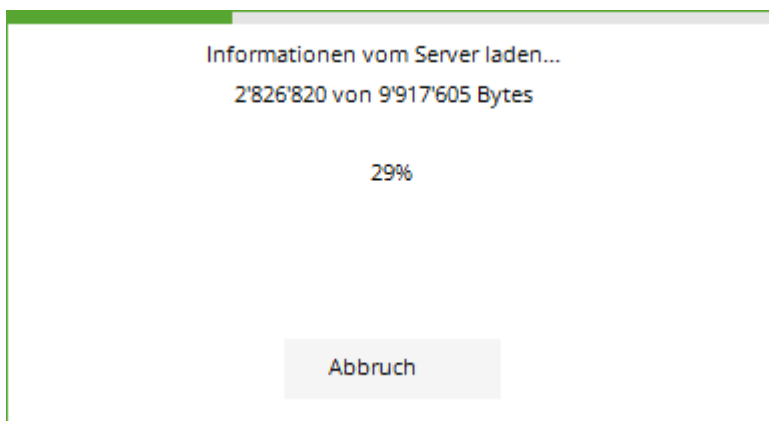 Informationen vom Server laden...
2'826'820 von 9'917'605 Bytes
29%
Abbruch